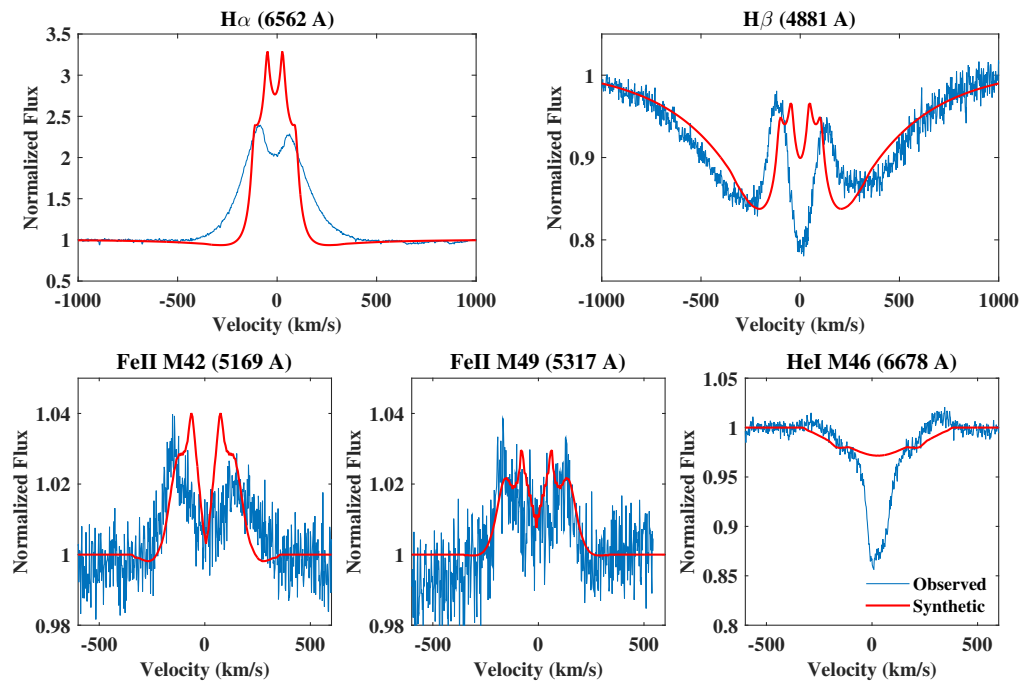 Hα (6562 A)
3.5
3
2.5
2
1.5
1
0.5
Normalized Flux
-1000 -500 0 500 1000
Velocity (km/s)
Hβ (4881 A)
1
0.9
0.8
Normalized Flux
-1000 -500 0 500 1000
Velocity (km/s)
FeII M42 (5169 A)
1.04
1.02
1
0.98
Normalized Flux
-500 0 500
Velocity (km/s)
FeII M49 (5317 A)
1.04
1.02
1
0.98
Normalized Flux
-500 0 500
Velocity (km/s)
HeI M46 (6678 A)
1.05
1
0.95
0.9
0.85
0.8
Normalized Flux
Observed
Synthetic
-500 0 500
Velocity (km/s)